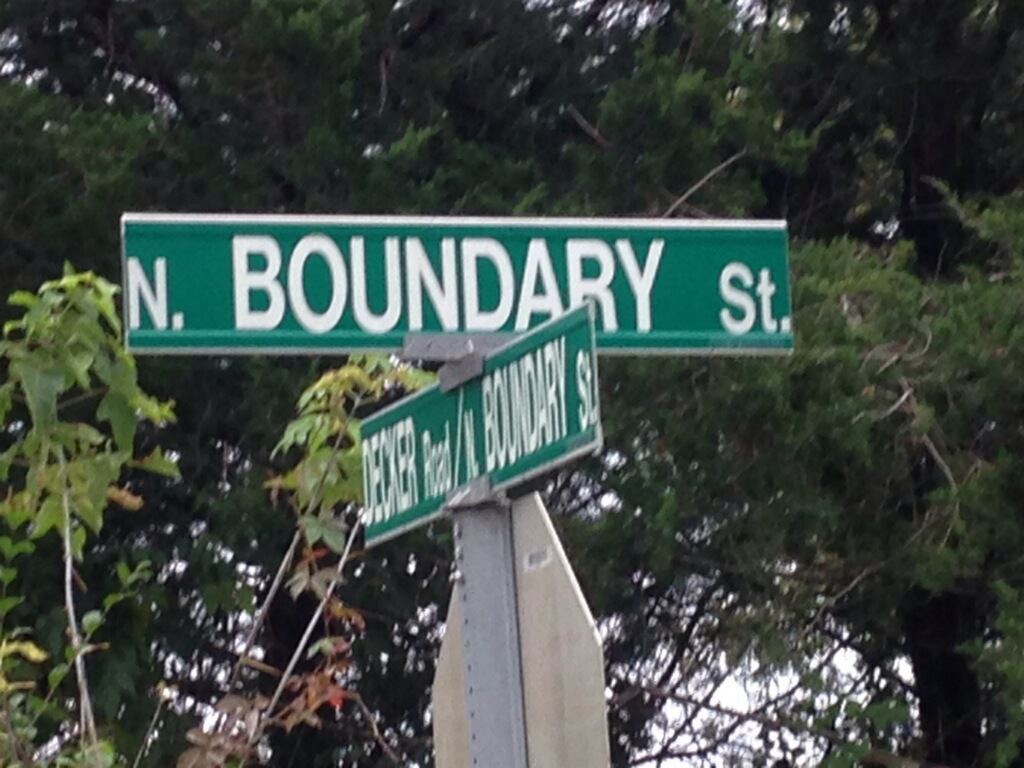 N. BOUNDARY St.
DECKER Road/N. BOUNDARY St.